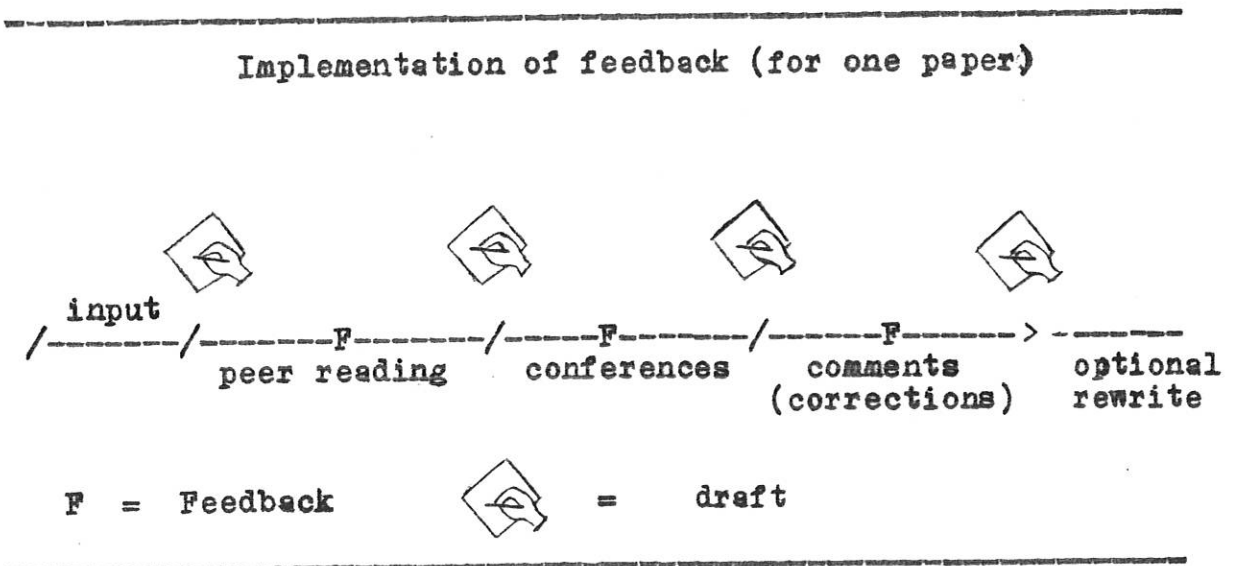 Implementation of feedback (for one paper)
input
/--------/--------F--------/------F--------/-------F-------> --------
peer reading conferences comments optional
(corrections) rewrite
F = Feedback = draft